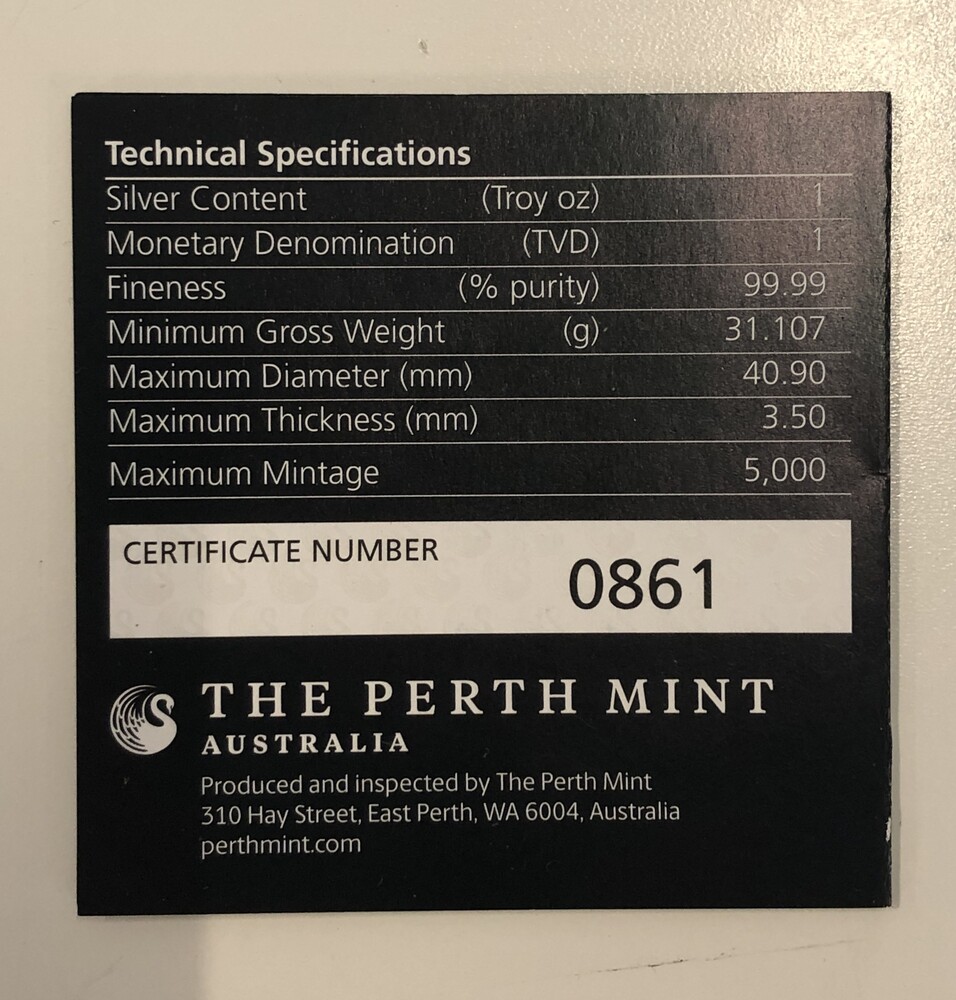 Technical Specifications
Silver Content (Troy oz) 1
Monetary Denomination (TVD) 1
Fineness (% purity) 99.99
Minimum Gross Weight (g) 31.107
Maximum Diameter (mm) 40.90
Maximum Thickness (mm) 3.50
Maximum Mintage 5,000
CERTIFICATE NUMBER 0861
THE PERTH MINT
AUSTRALIA
Produced and inspected by The Perth Mint
310 Hay Street, East Perth, WA 6004, Australia
perthmint.com